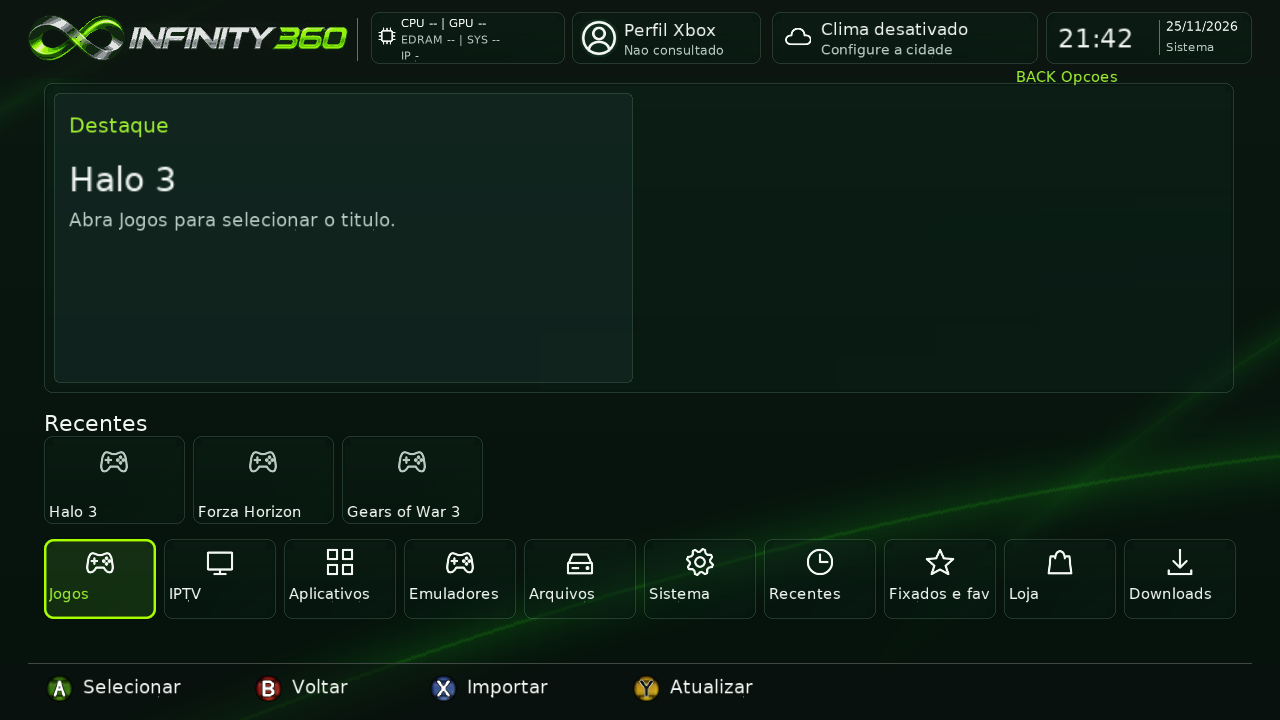 INFINITY 360
CPU -- | GPU --
EDRAM -- | SYS --
IP -
Perfil Xbox
Nao consultado
Clima desativado
Configure a cidade
21:42
25/11/2026
Sistema
BACK Opcoes
Destaque
Halo 3
Abra Jogos para selecionar o titulo.
Recentes
Halo 3
Forza Horizon
Gears of War 3
Jogos
IPTV
Aplicativos
Emuladores
Arquivos
Sistema
Recentes
Fixados e fav
Loja
Downloads
A Selecionar
B Voltar
X Importar
Y Atualizar